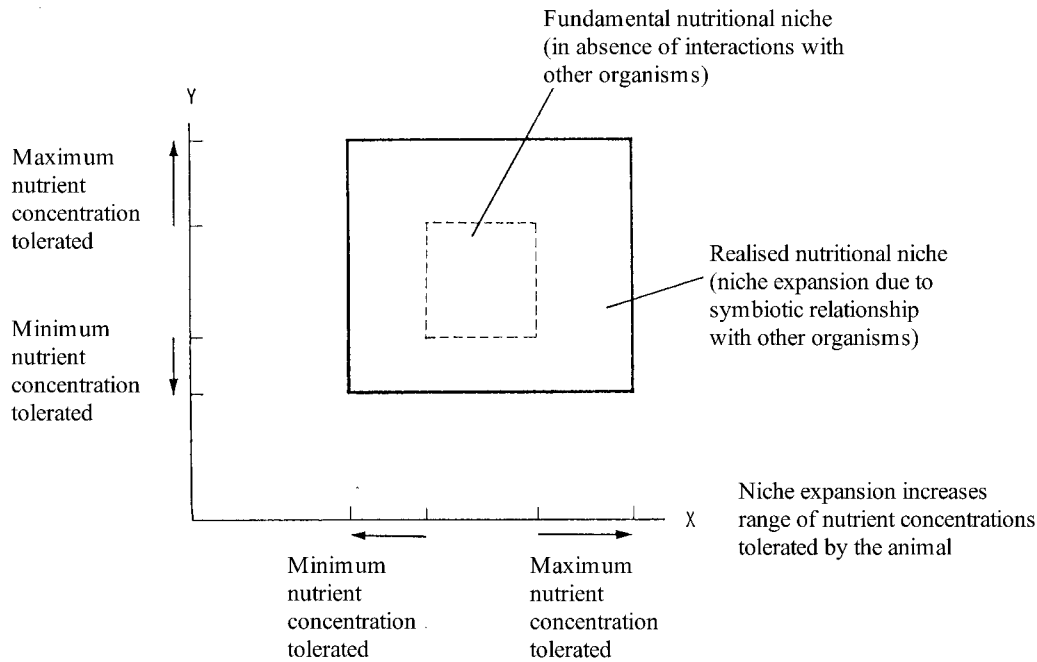 Fundamental nutritional niche
(in absence of interactions with
other organisms)
Y
Maximum
nutrient
concentration
tolerated
Realised nutritional niche
(niche expansion due to
symbiotic relationship
with other organisms)
Minimum
nutrient
concentration
tolerated
X
Niche expansion increases
range of nutrient concentrations
tolerated by the animal
Minimum
nutrient
concentration
tolerated
Maximum
nutrient
concentration
tolerated